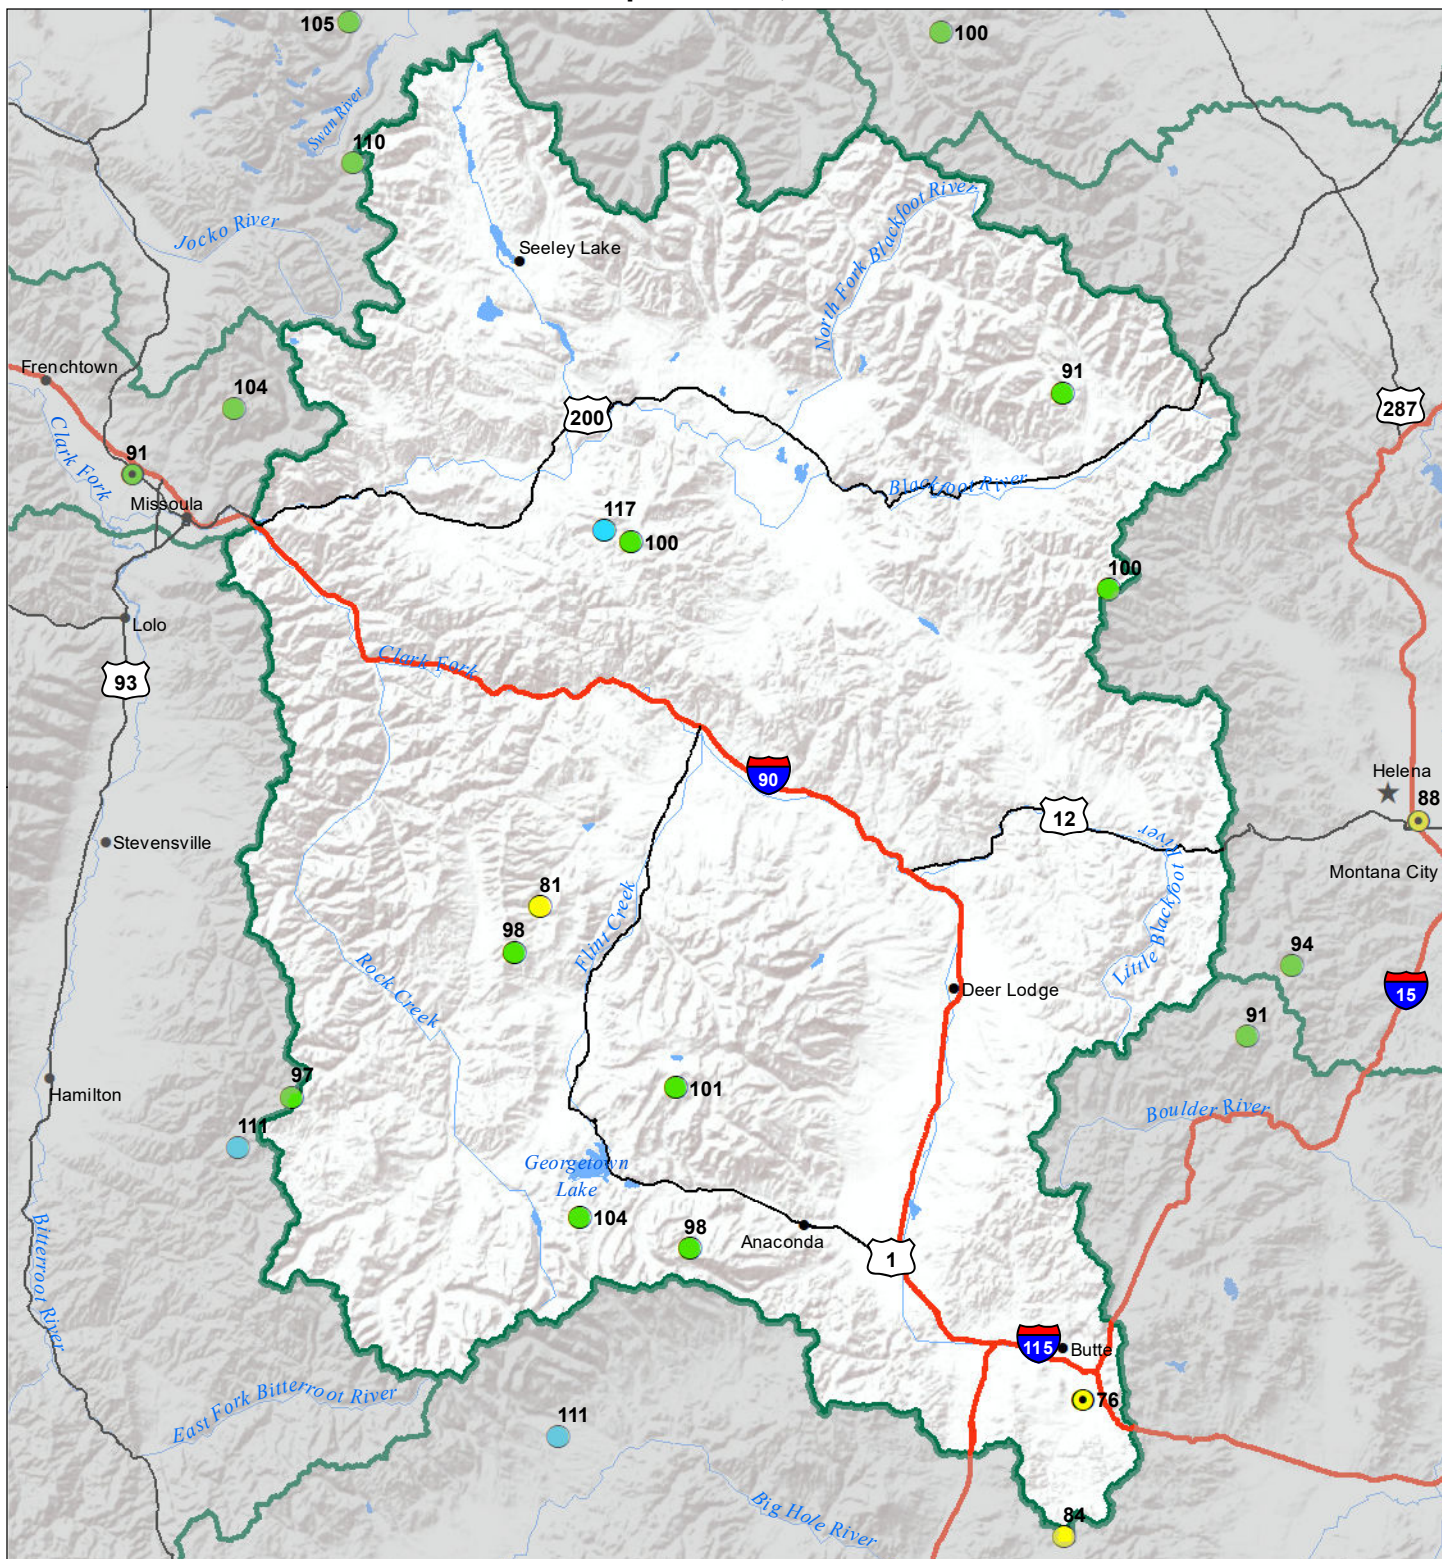 105
100
Swan River
110
North Fork Blackfoot River
Jocko River
Seeley Lake
Frenchtown
104
91
200
287
Clark Fork
91
Blackfoot River
Missoula
117
100
100
Lolo
Clark Fork
93
90
Helena
12
88
River
Stevensville
Montana City
81
Flint Creek
Little Blackfoot
98
94
Rock Creek
Deer Lodge
15
91
97
Hamilton
101
Boulder River
111
Georgetown
Lake
104
98
Anaconda
1
Bitterroot River
115
Butte
East Fork Bitterroot River
76
111
Big Hole River
84